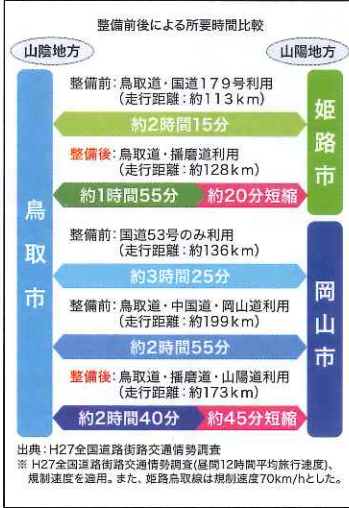 整備前後による所要時間比較
山陰地方
山陽地方
整備前：鳥取道・国道179号利用
（走行距離：約113km）
約2時間15分
整備後：鳥取道・播磨道利用
（走行距離：約128km）
約1時間55分
約20分短縮
姫路市
鳥取市
整備前：国道53号のみ利用
（走行距離：約136km）
約3時間25分
整備前：鳥取道・中国道・岡山道利用
（走行距離：約199km）
約2時間55分
整備後：鳥取道・播磨道・山陽道利用
（走行距離：約173km）
約2時間40分
約45分短縮
岡山市
出典：H27全国道路街路交通情勢調査
※ H27全国道路街路交通情勢調査(昼間12時間平均旅行速度)、
規制速度を適用。また、姫路鳥取線は規制速度70km/hとした。